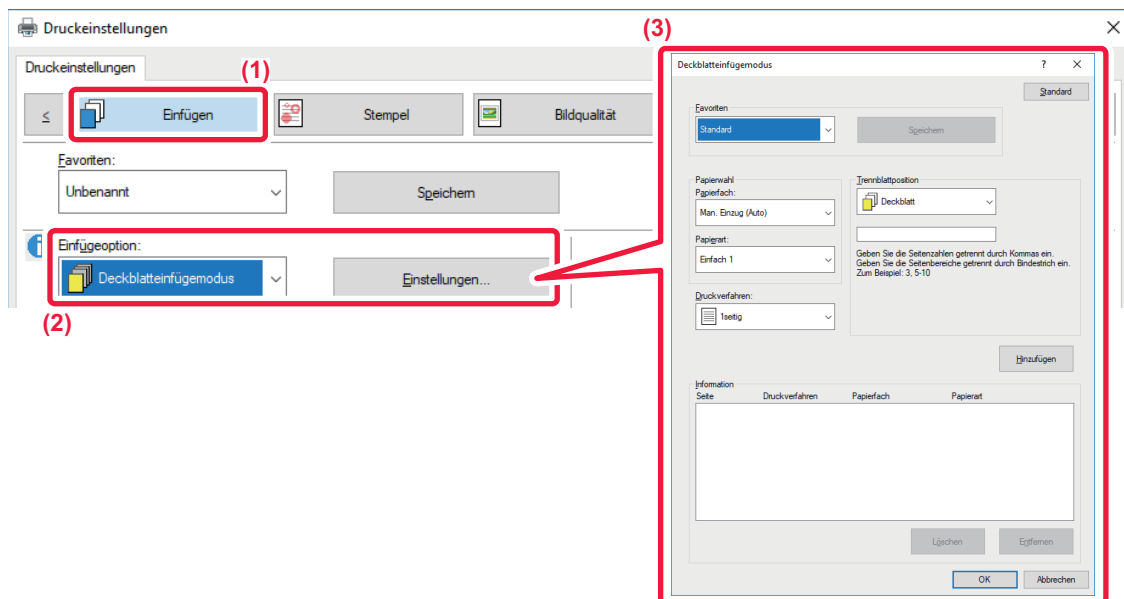 Druckeinstellungen
(3)
Druckeinstellungen
(1)
≤ Einfügen Stempel Bildqualität
Favoriten:
Unbenannt Speichern
Einfügeoption:
Deckblatteinfügemodus Einstellungen...
(2)
Deckblatteinfügemodus ?
Standard
Favoriten
Standard Speichern
Papierwahl
Papierfach:
Man. Einzug (Auto)
Papierart:
Einfach 1
Druckverfahren:
1seitig
Trennblattposition
Deckblatt
Geben Sie die Seitenzahlen getrennt durch Kommas ein.
Geben Sie die Seitenbereiche getrennt durch Bindestrich ein.
Zum Beispiel: 3, 5-10
Hinzufügen
Information
Seite Druckverfahren Papierfach Papierart
Löschen Entfernen
OK Abbrechen